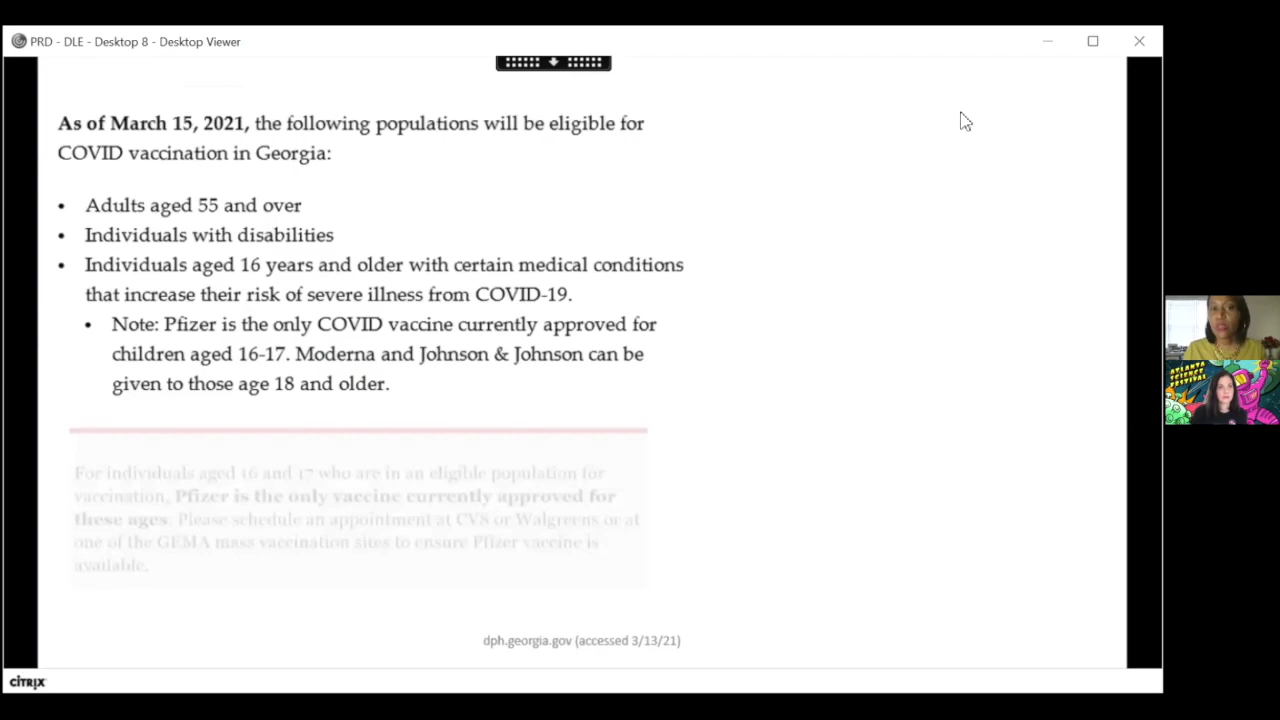 PRD - DLE - Desktop 8 - Desktop Viewer
As of March 15, 2021, the following populations will be eligible for
COVID vaccination in Georgia:
• Adults aged 55 and over
• Individuals with disabilities
• Individuals aged 16 years and older with certain medical conditions
that increase their risk of severe illness from COVID-19.
• Note: Pfizer is the only COVID vaccine currently approved for
children aged 16-17. Moderna and Johnson & Johnson can be
given to those age 18 and older.
For individuals aged 16 and 17 who are in an eligible population for
vaccination, Pfizer is the only vaccine currently approved for
these ages. Please schedule an appointment at CVS or Walgreens or at
one of the GEMA mass vaccination sites to ensure Pfizer vaccine is
available.
dph.georgia.gov (accessed 3/13/21)
ATLANTA
SCIENCE
FESTIVAL
citrix